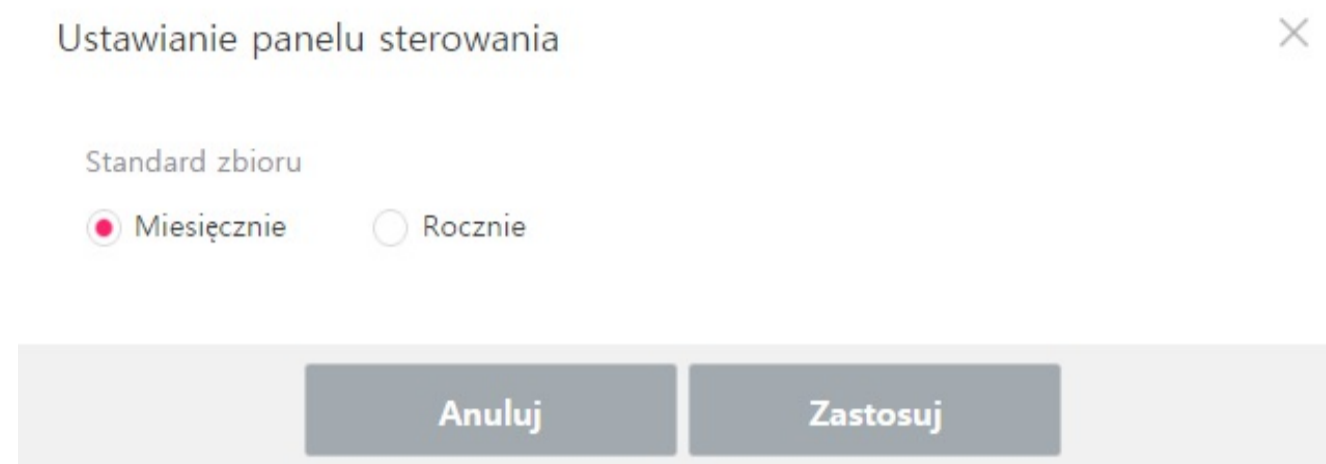 Ustawianie panelu sterowania
Standard zbioru
Miesięcznie Rocznie
Anuluj Zastosuj